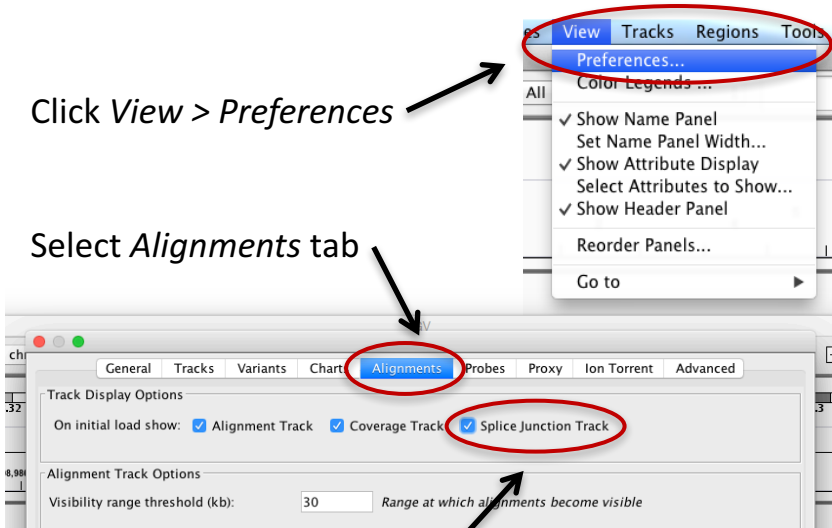 View Tracks Regions Tools
Preferences...
Color Legends ...
All
Click View > Preferences
✓ Show Name Panel
Set Name Panel Width...
✓ Show Attribute Display
Select Attributes to Show...
✓ Show Header Panel
Reorder Panels...
Go to
Select Alignments tab
General Tracks Variants Charts Alignments Probes Proxy Ion Torrent Advanced
Track Display Options
On initial load show: Alignment Track Coverage Track Splice Junction Track
Alignment Track Options
Visibility range threshold (kb): 30 Range at which alignments become visible